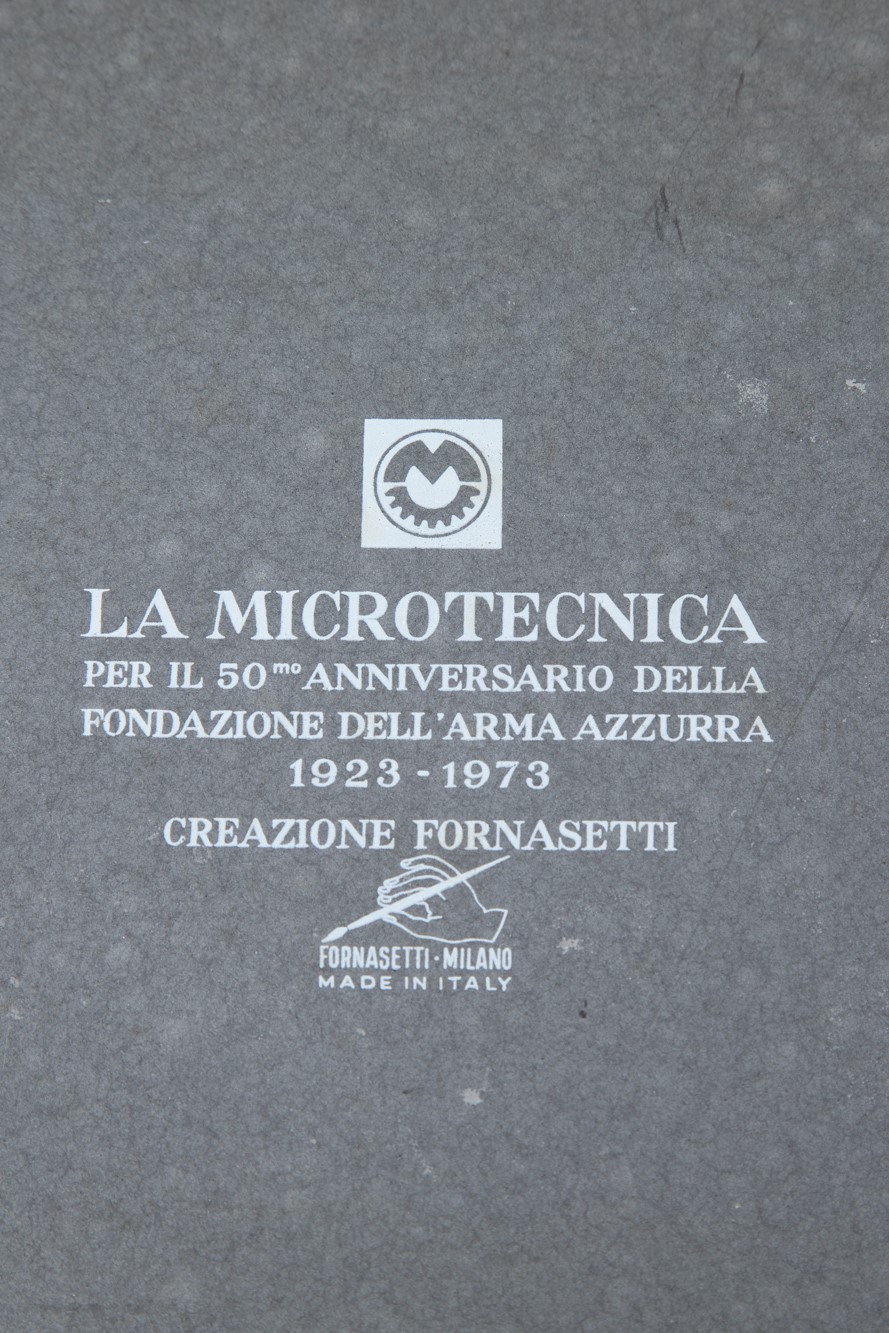 LA MICROTECNICA
PER IL 50mo ANNIVERSARIO DELLA
FONDAZIONE DELL'ARMA AZZURRA
1923 - 1973
CREAZIONE FORNASETTI
FORNASETTI · MILANO
MADE IN ITALY